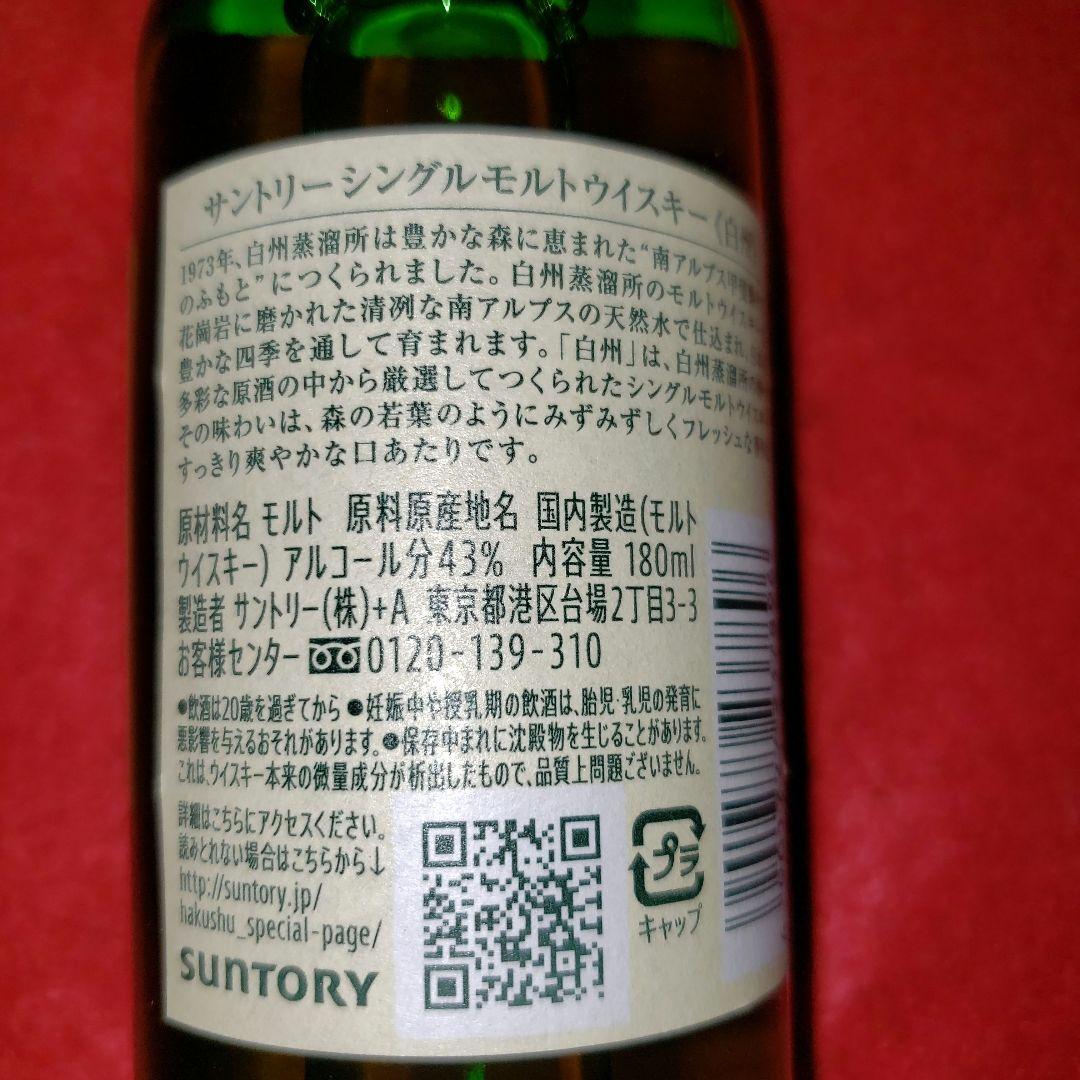 サントリー シングルモルトウイスキー《白州
1973年、白州蒸溜所は豊かな森に恵まれた“南アルプス甲斐
のふもと”につくられました。白州蒸溜所のモルトウイスキー
花崗岩に磨かれた清冽な南アルプスの天然水で仕込まれ、
豊かな四季を通して育まれます。「白州」は、白州蒸溜所
多彩な原酒の中から厳選してつくられたシングルモルトウイス
その味わいは、森の若葉のようにみずみずしくフレッシュな
すっきり爽やかな口あたりです。
原材料名 モルト 原料原産地名 国内製造(モルト
ウイスキー) アルコール分43% 内容量 180ml
製造者 サントリー(株)+A 東京都港区台場2丁目3-3
お客様センター 0120-139-310
●飲酒は20歳を過ぎてから ●妊娠中や授乳期の飲酒は、胎児・乳児の発育に
悪影響を与えるおそれがあります。●保存中まれに沈殿物を生じることがあります。
これは、ウイスキー本来の微量成分が析出したもので、品質上問題ございません。
詳細はこちらにアクセスください。
読みとれない場合はこちらから↓
http://suntory.jp/
hakushu_special-page/
SUNTORY
プラ
キャップ